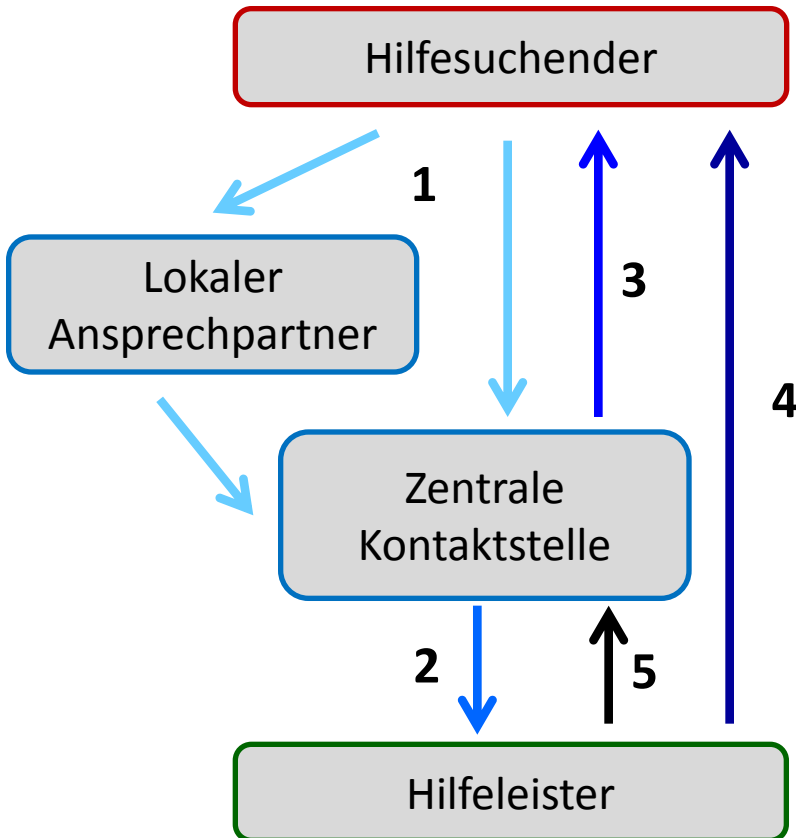 Hilfesuchender
1
3
Lokaler
Ansprechpartner
4
Zentrale
Kontaktstelle
2
5
Hilfeleister